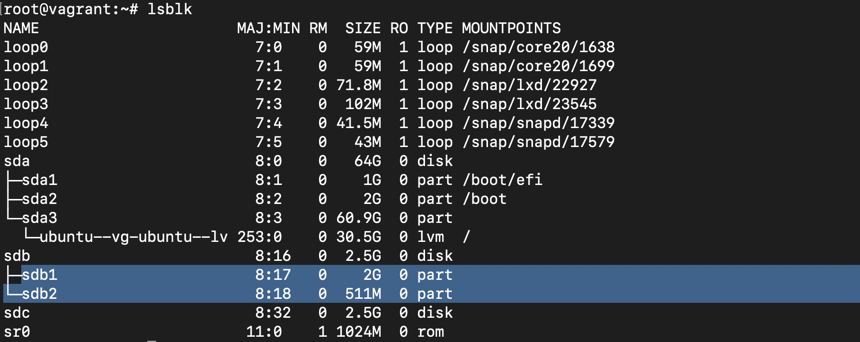 root@vagrant:~# lsblk
NAME                      MAJ:MIN RM   SIZE RO TYPE MOUNTPOINTS
loop0                       7:0    0    59M  1 loop /snap/core20/1638
loop1                       7:1    0    59M  1 loop /snap/core20/1699
loop2                       7:2    0  71.8M  1 loop /snap/lxd/22927
loop3                       7:3    0   102M  1 loop /snap/lxd/23545
loop4                       7:4    0  41.5M  1 loop /snap/snapd/17339
loop5                       7:5    0    43M  1 loop /snap/snapd/17579
sda                         8:0    0    64G  0 disk
├─sda1                      8:1    0     1G  0 part /boot/efi
├─sda2                      8:2    0     2G  0 part /boot
└─sda3                      8:3    0  60.9G  0 part
  └─ubuntu--vg-ubuntu--lv 253:0    0  30.5G  0 lvm  /
sdb                         8:16   0   2.5G  0 disk
├─sdb1                      8:17   0     2G  0 part
└─sdb2                      8:18   0   511M  0 part
sdc                         8:32   0   2.5G  0 disk
sr0                        11:0    1  1024M  0 rom